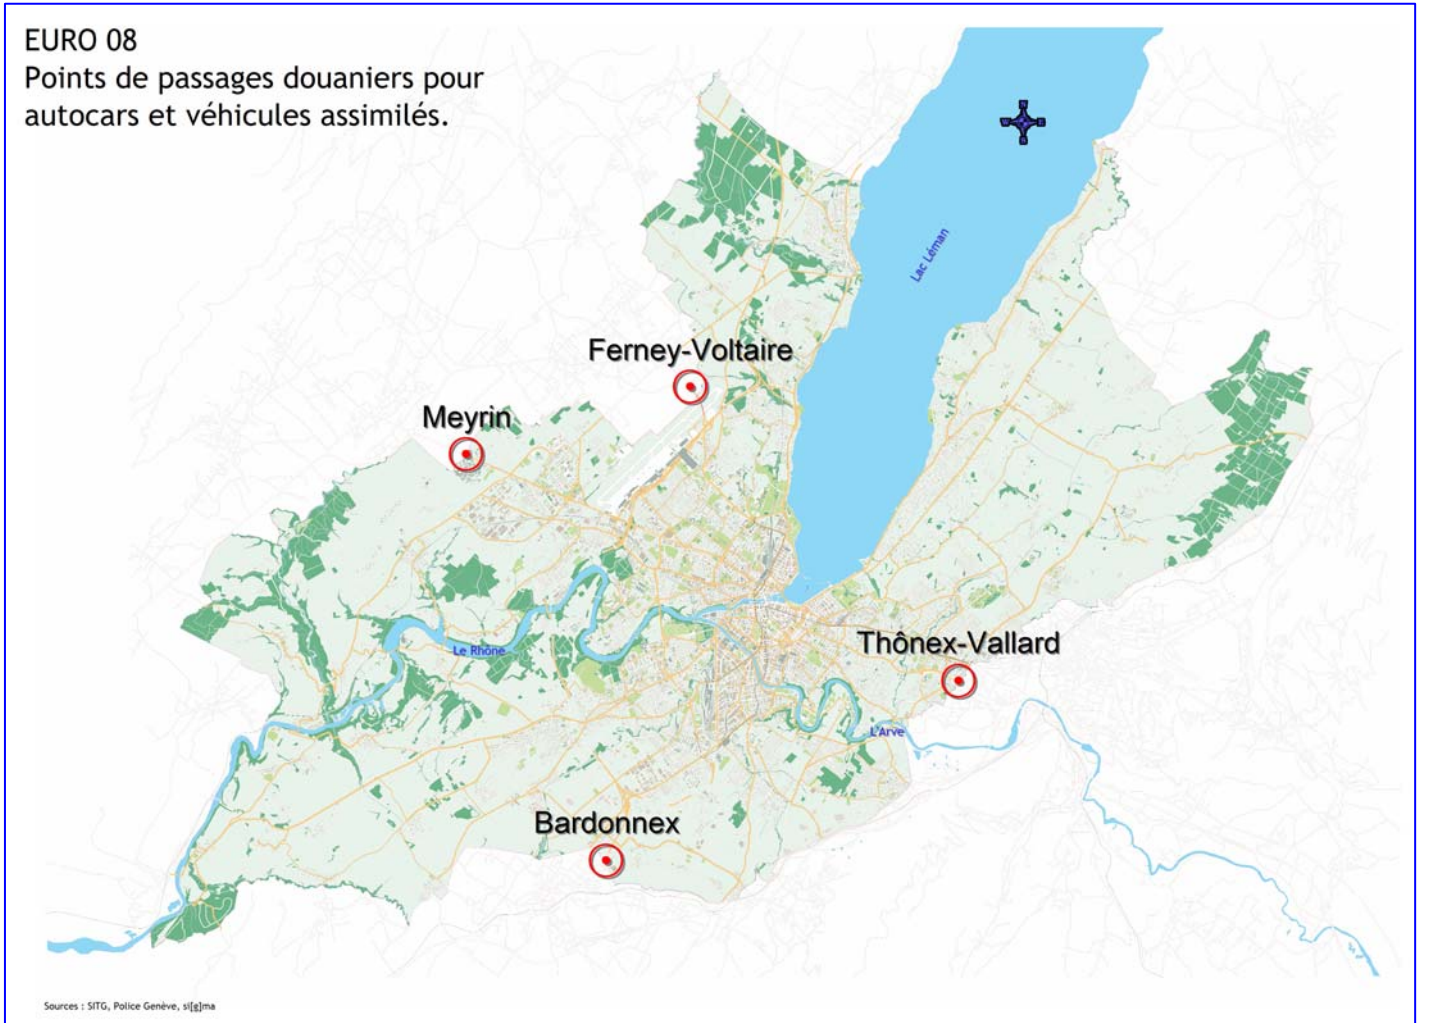 EURO 08
Points de passages douaniers pour
autocars et véhicules assimilés.
N
W E
S
Lac Léman
Ferney-Voltaire
Meyrin
Le Rhône
Thônex-Vallard
L'Arve
Bardonnex
Sources : SITG, Police Genève, si[g]ma